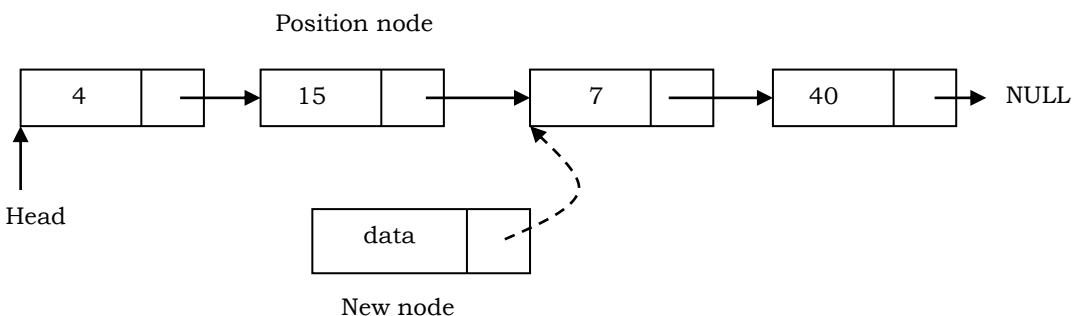 Position node
4 15 7 40 NULL
Head
data
New node